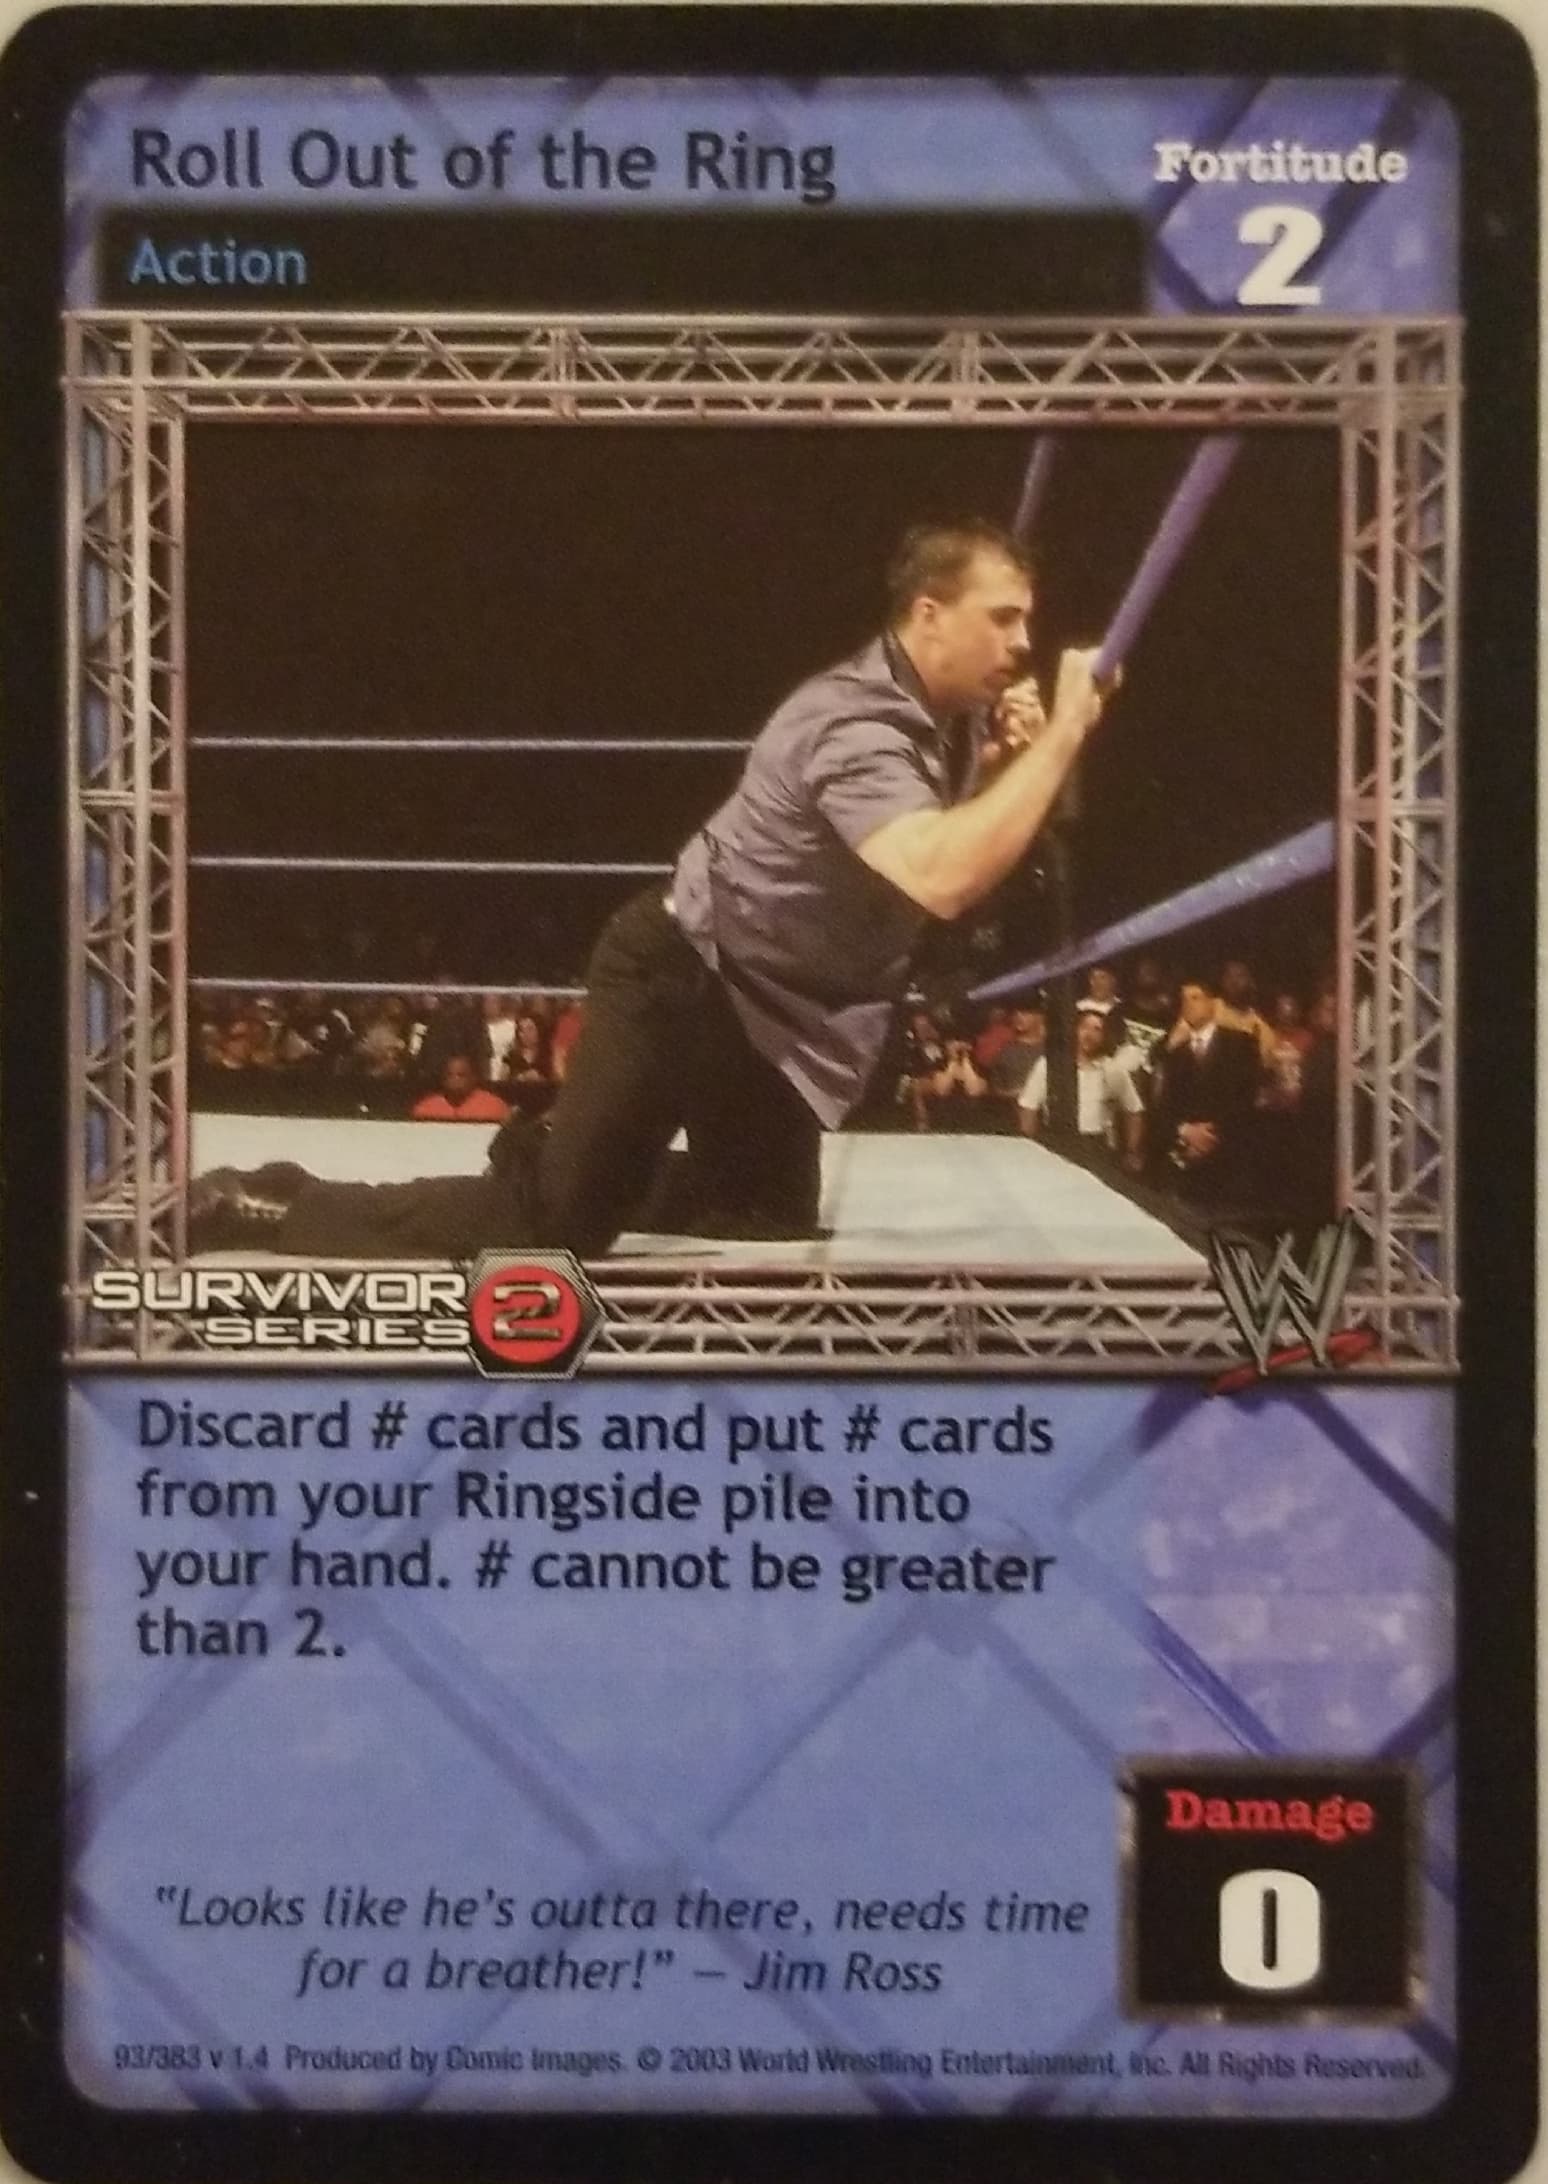 Roll Out of the Ring
Fortitude
2
Action
SURVIVOR
SERIES
2
W
Discard # cards and put # cards
from your Ringside pile into
your hand. # cannot be greater
than 2.
Damage
0
"Looks like he's outta there, needs time
for a breather!" — Jim Ross
93/383 v 1.4 Produced by Comic Images. © 2003 World Wrestling Entertainment, Inc. All Rights Reserved.